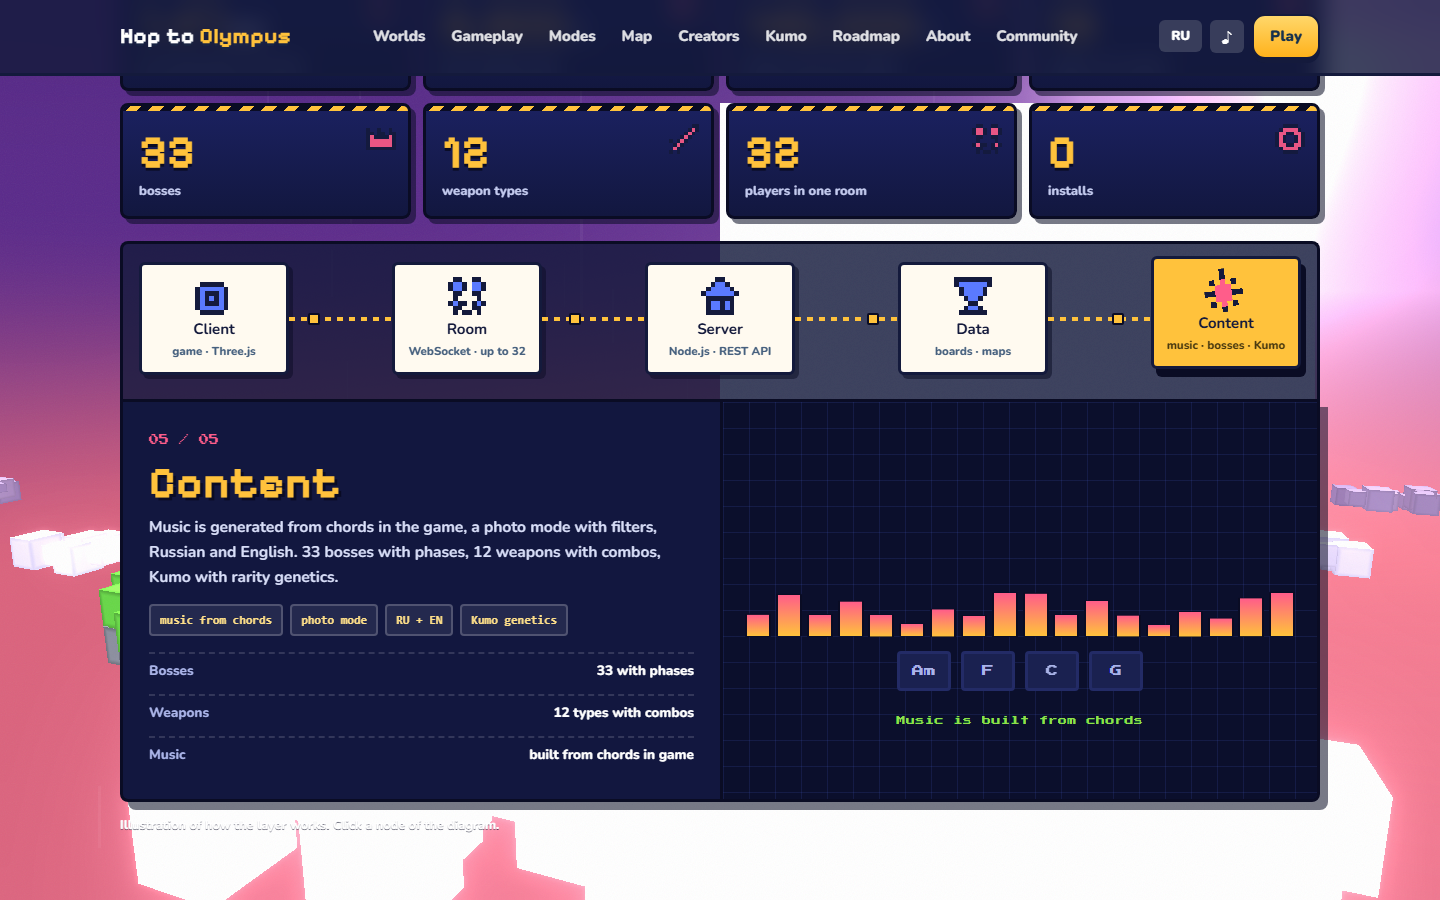 Hop to Olympus
Worlds
Gameplay
Modes
Map
Creators
Kumo
Roadmap
About
Community
RU
♪
Play
33
bosses
12
weapon types
32
players in one room
0
installs
Client
game · Three.js
Room
WebSocket · up to 32
Server
Node.js · REST API
Data
boards · maps
Content
music · bosses · Kumo
05 / 05
Content
Music is generated from chords in the game, a photo mode with filters,
Russian and English. 33 bosses with phases, 12 weapons with combos,
Kumo with rarity genetics.
music from chords
photo mode
RU + EN
Kumo genetics
Bosses
33 with phases
Weapons
12 types with combos
Music
built from chords in game
Am
F
C
G
Music is built from chords
Illustration of how the layer works. Click a node of the diagram.